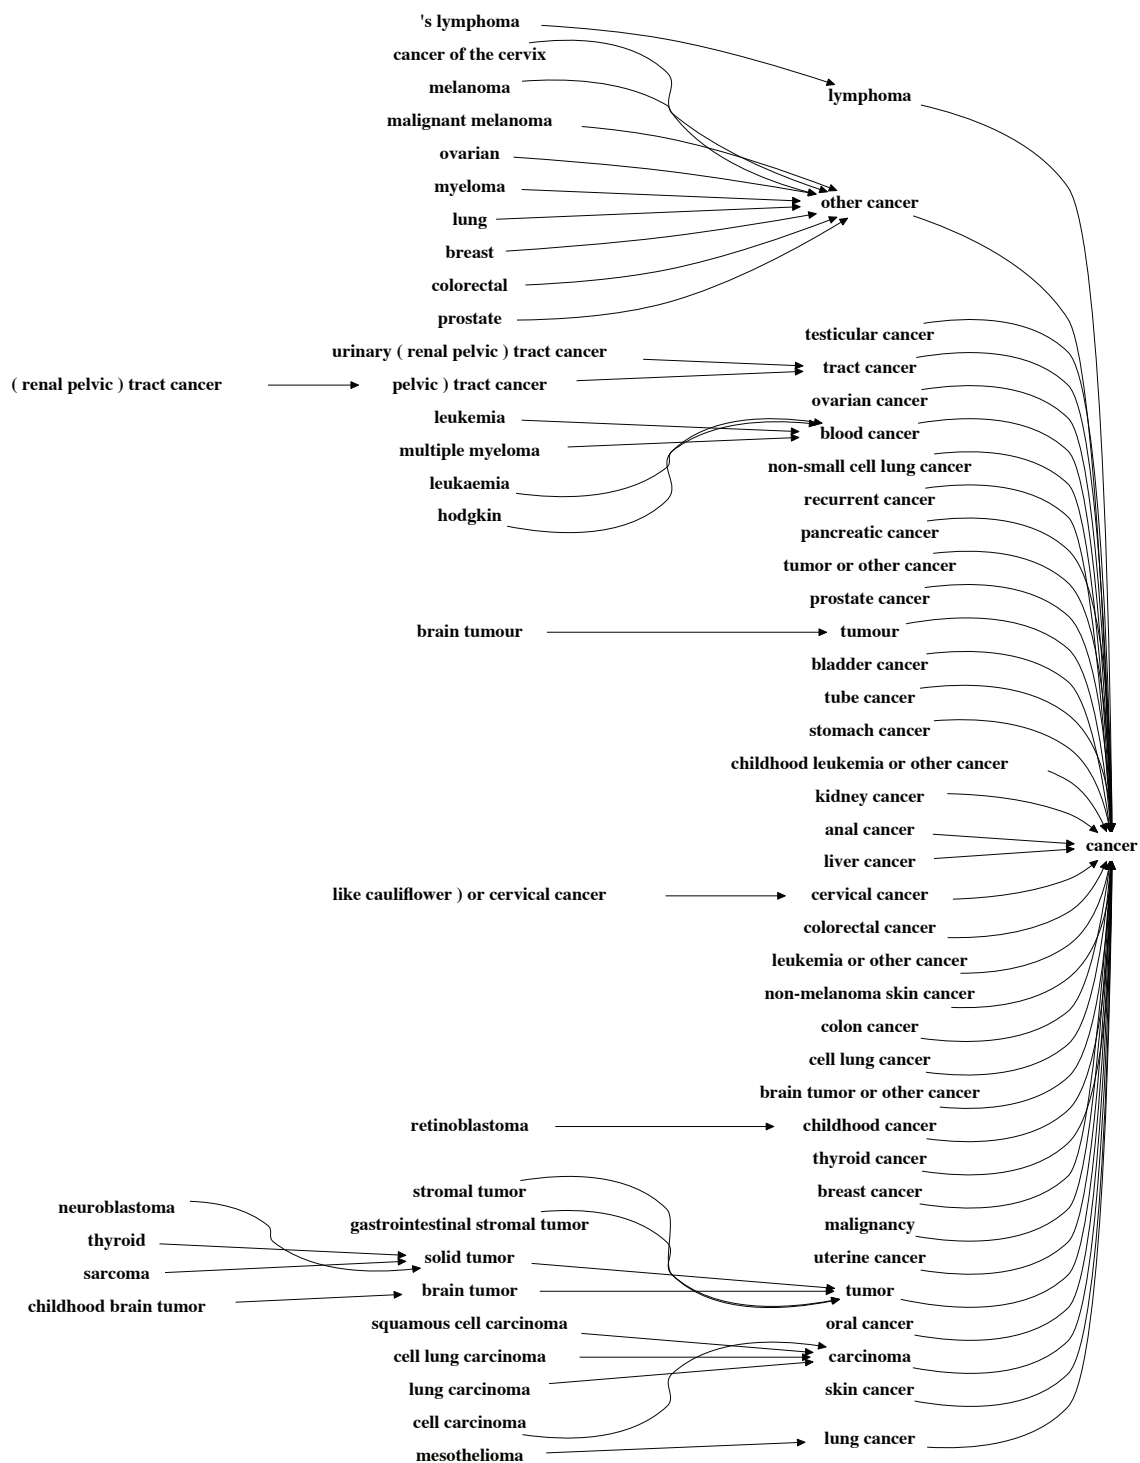 's lymphoma
cancer of the cervix
melanoma
lymphoma
malignant melanoma
ovarian
myeloma
other cancer
lung
breast
colorectal
prostate
testicular cancer
urinary ( renal pelvic ) tract cancer
tract cancer
( renal pelvic ) tract cancer
pelvic ) tract cancer
ovarian cancer
leukemia
blood cancer
multiple myeloma
non-small cell lung cancer
leukaemia
recurrent cancer
hodgkin
pancreatic cancer
tumor or other cancer
prostate cancer
brain tumour
tumour
bladder cancer
tube cancer
stomach cancer
childhood leukemia or other cancer
kidney cancer
anal cancer
cancer
liver cancer
like cauliflower ) or cervical cancer
cervical cancer
colorectal cancer
leukemia or other cancer
non-melanoma skin cancer
colon cancer
cell lung cancer
brain tumor or other cancer
retinoblastoma
childhood cancer
thyroid cancer
stromal tumor
breast cancer
neuroblastoma
gastrointestinal stromal tumor
malignancy
thyroid
solid tumor
uterine cancer
sarcoma
brain tumor
tumor
childhood brain tumor
squamous cell carcinoma
oral cancer
cell lung carcinoma
carcinoma
lung carcinoma
skin cancer
cell carcinoma
lung cancer
mesothelioma